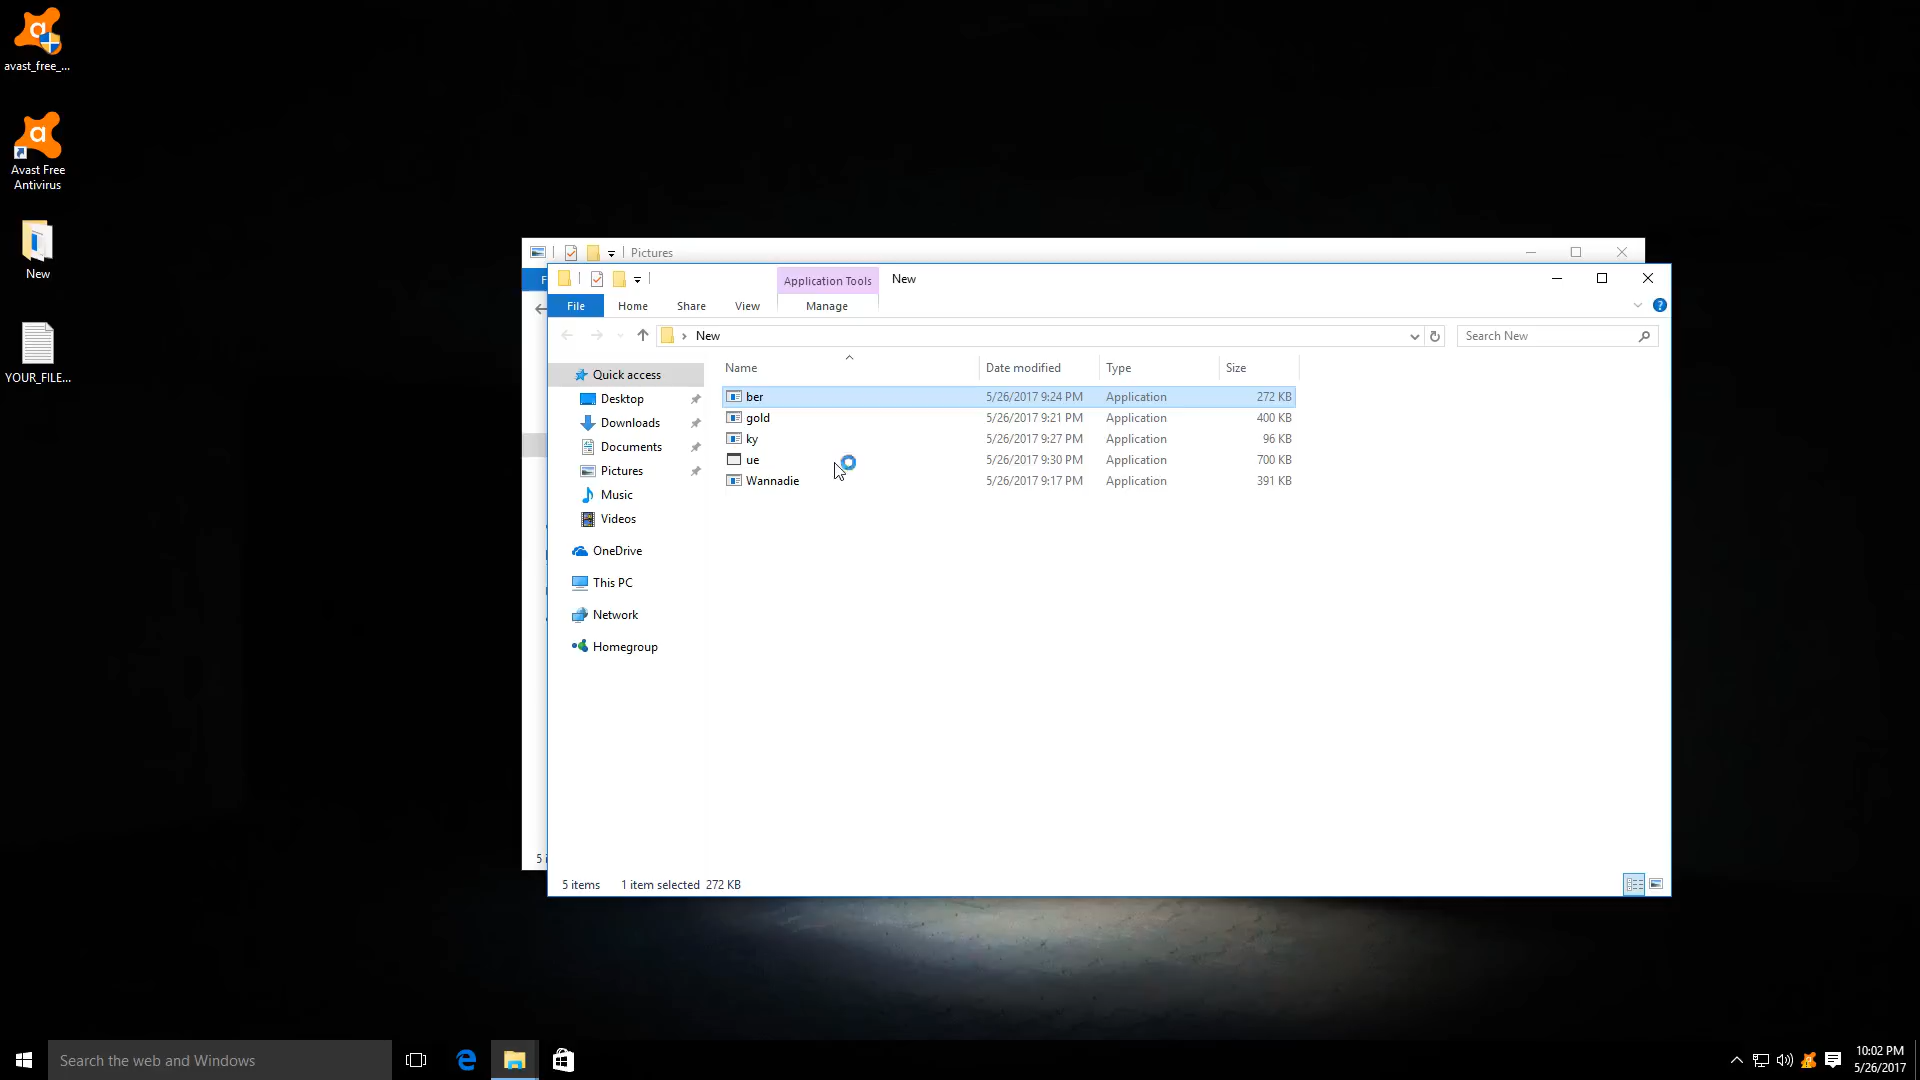 avast_free_...
Avast Free
Antivirus
New
YOUR_FILE...
Pictures
Application Tools
New
File
Home
Share
View
Manage
New
Search New
Name
Date modified
Type
Size
Quick access
Desktop
Downloads
Documents
Pictures
Music
Videos
OneDrive
This PC
Network
Homegroup
ber 5/26/2017 9:24 PM Application 272 KB
gold 5/26/2017 9:21 PM Application 400 KB
ky 5/26/2017 9:27 PM Application 96 KB
ue 5/26/2017 9:30 PM Application 700 KB
Wannadie 5/26/2017 9:17 PM Application 391 KB
5 i
5 items 1 item selected 272 KB
Search the web and Windows
10:02 PM
5/26/2017